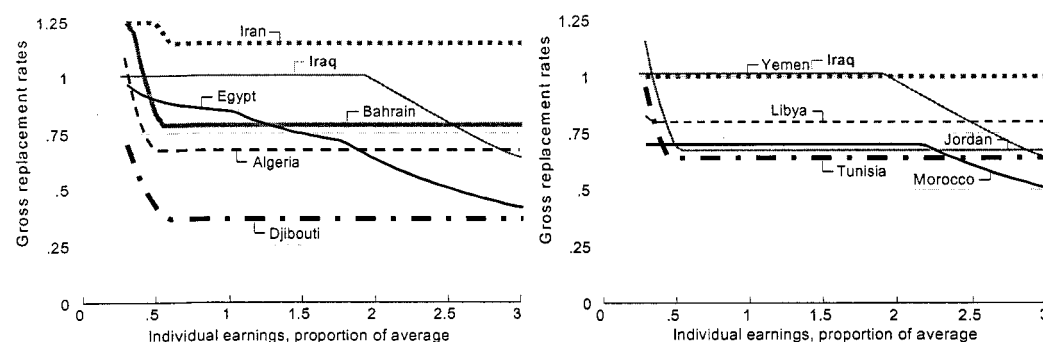 Gross replacement rates
1.25
1
.75
.5
.25
0
Iran
Iraq
Egypt
Bahrain
Algeria
Djibouti
0 .5 1 1.5 2 2.5 3
Individual earnings, proportion of average
Gross replacement rates
1.25
1
0.75
.5
0.25
0
Yemen
Iraq
Libya
Jordan
Tunisia
Morocco
0 .5 1 1.5 2 2.5 3
Individual earnings, proportion of average